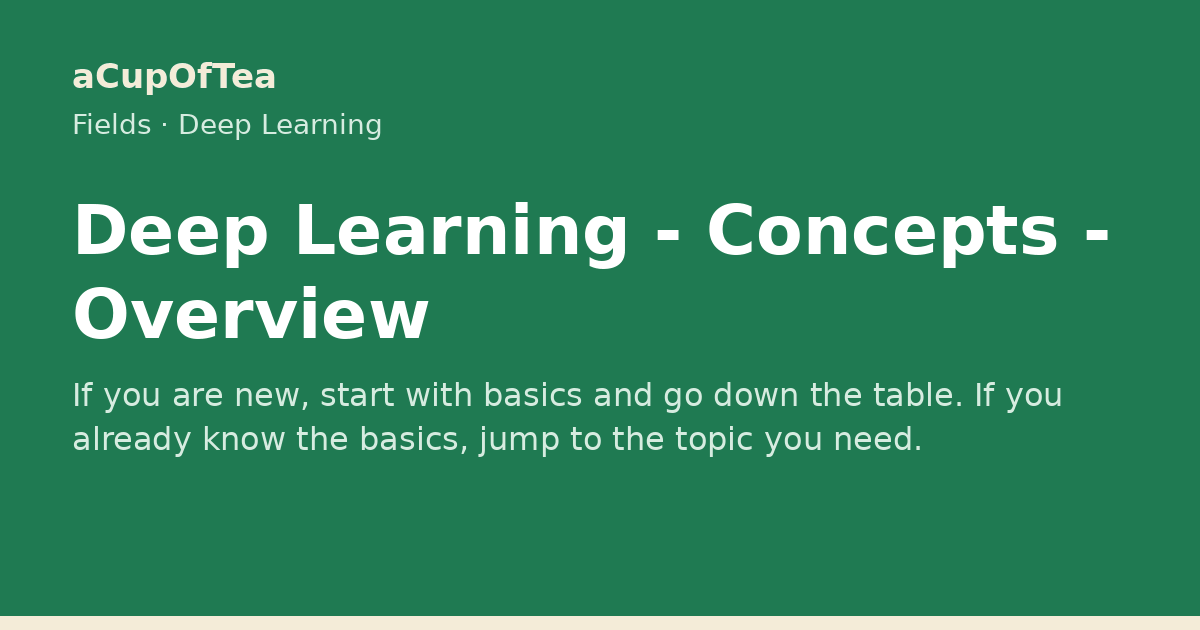 aCupOfTea
Fields · Deep Learning
Deep Learning - Concepts -
Overview
If you are new, start with basics and go down the table. If you
already know the basics, jump to the topic you need.